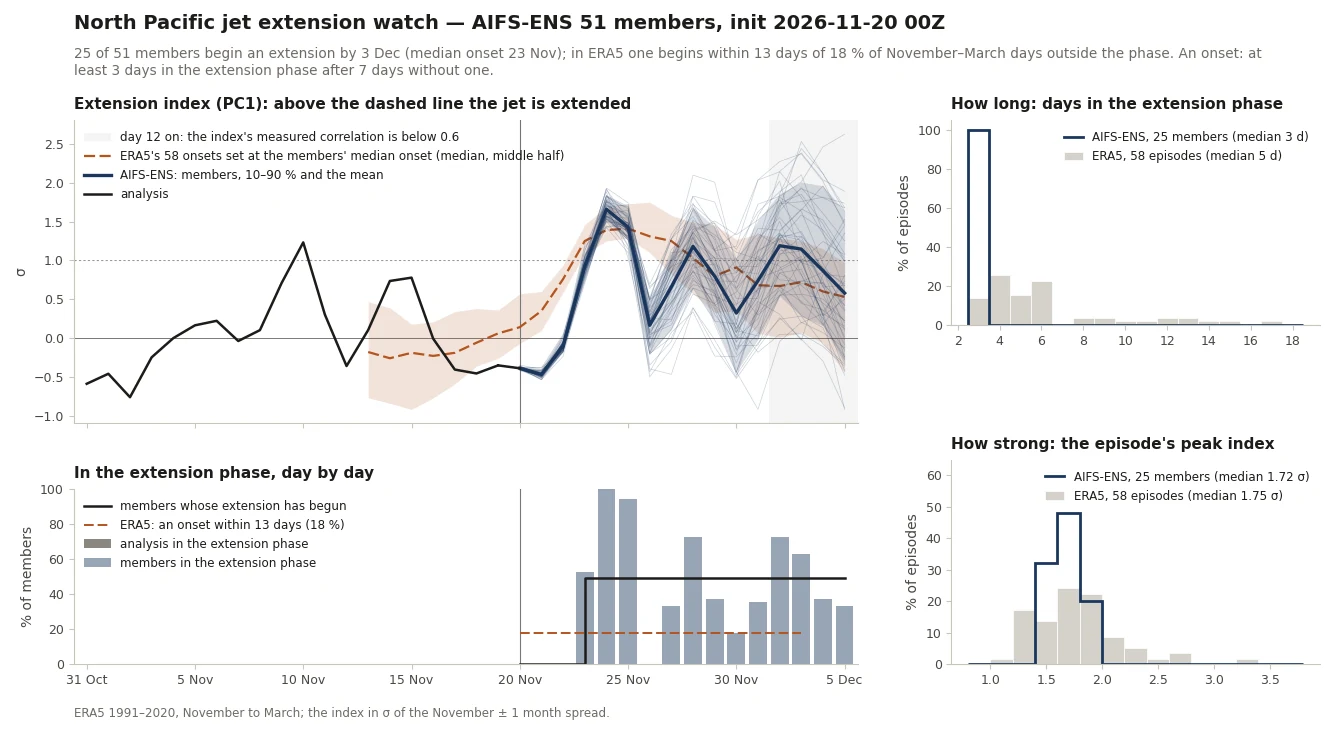 North Pacific jet extension watch — AIFS-ENS 51 members, init 2026-11-20 00Z
25 of 51 members begin an extension by 3 Dec (median onset 23 Nov); in ERA5 one begins within 13 days of 18 % of November–March days outside the phase. An onset: at
least 3 days in the extension phase after 7 days without one.
Extension index (PC1): above the dashed line the jet is extended
day 12 on: the index's measured correlation is below 0.6
ERA5's 58 onsets set at the members' median onset (median, middle half)
AIFS-ENS: members, 10–90 % and the mean
analysis
2.5
2.0
1.5
1.0
0.5
0.0
−0.5
−1.0
σ
How long: days in the extension phase
AIFS-ENS, 25 members (median 3 d)
ERA5, 58 episodes (median 5 d)
100
80
60
40
20
0
% of episodes
2 4 6 8 10 12 14 16 18
In the extension phase, day by day
members whose extension has begun
ERA5: an onset within 13 days (18 %)
analysis in the extension phase
members in the extension phase
100
80
60
40
20
0
% of members
31 Oct 5 Nov 10 Nov 15 Nov 20 Nov 25 Nov 30 Nov 5 Dec
How strong: the episode's peak index
AIFS-ENS, 25 members (median 1.72 σ)
ERA5, 58 episodes (median 1.75 σ)
60
50
40
30
20
10
0
% of episodes
1.0 1.5 2.0 2.5 3.0 3.5
ERA5 1991–2020, November to March; the index in σ of the November ± 1 month spread.